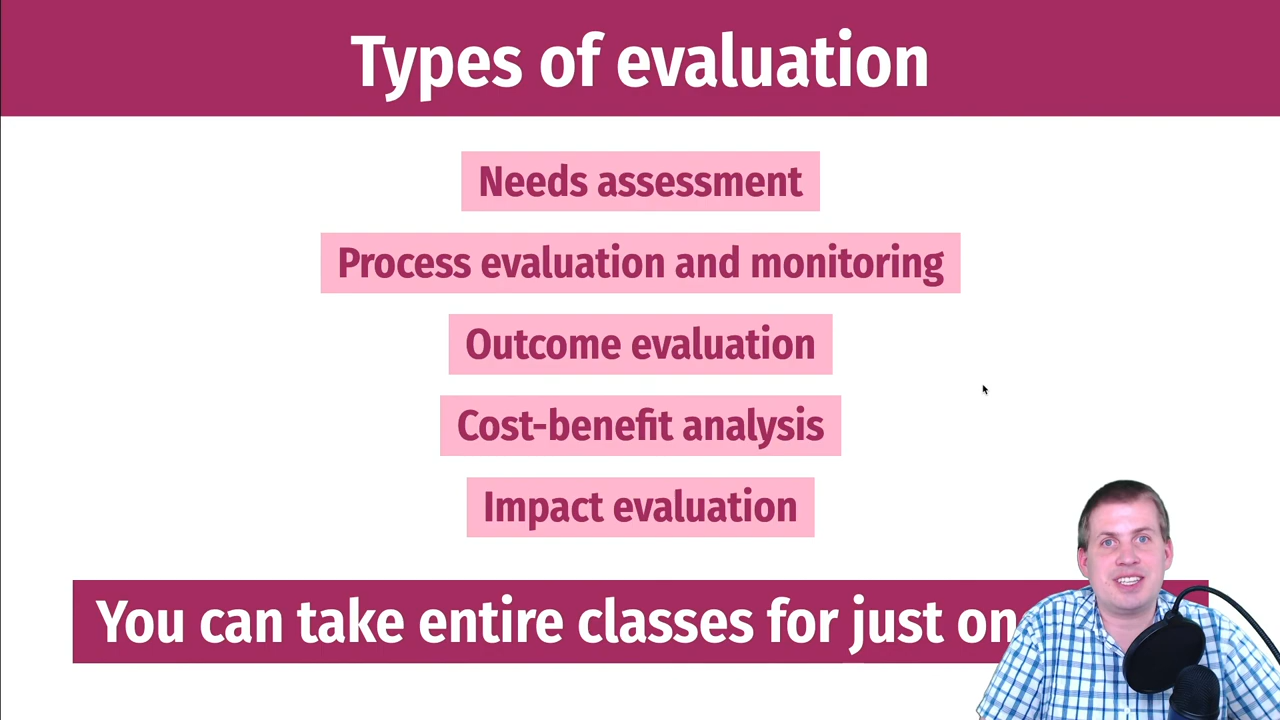 Types of evaluation
Needs assessment
Process evaluation and monitoring
Outcome evaluation
Cost-benefit analysis
Impact evaluation
You can take entire classes for just